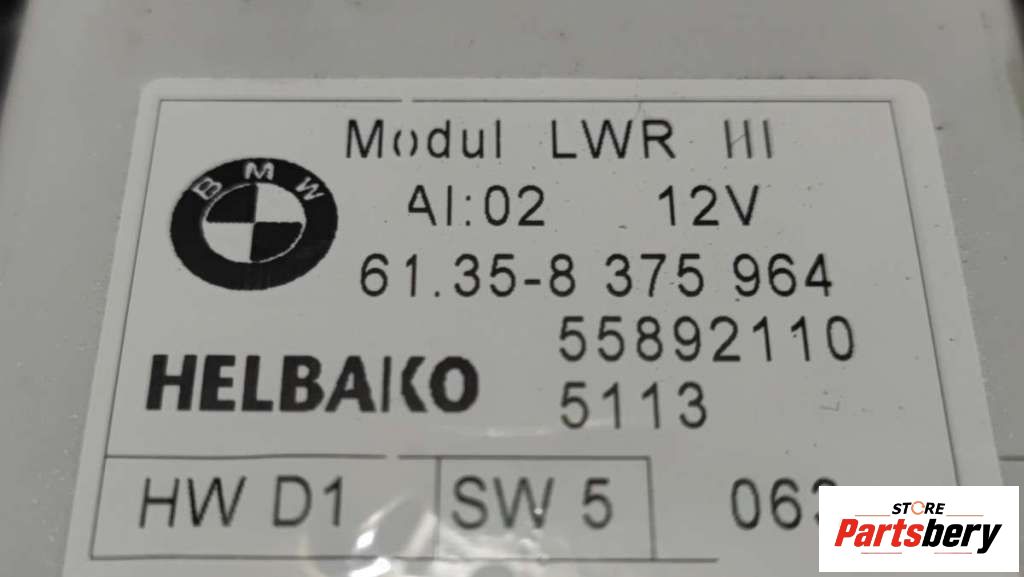 Modul LWR III
BMW
AI:02 12V
61.35-8 375 964
55892110
HELBAKO
5113
HW D1 SW 5
STORE
Partsbery